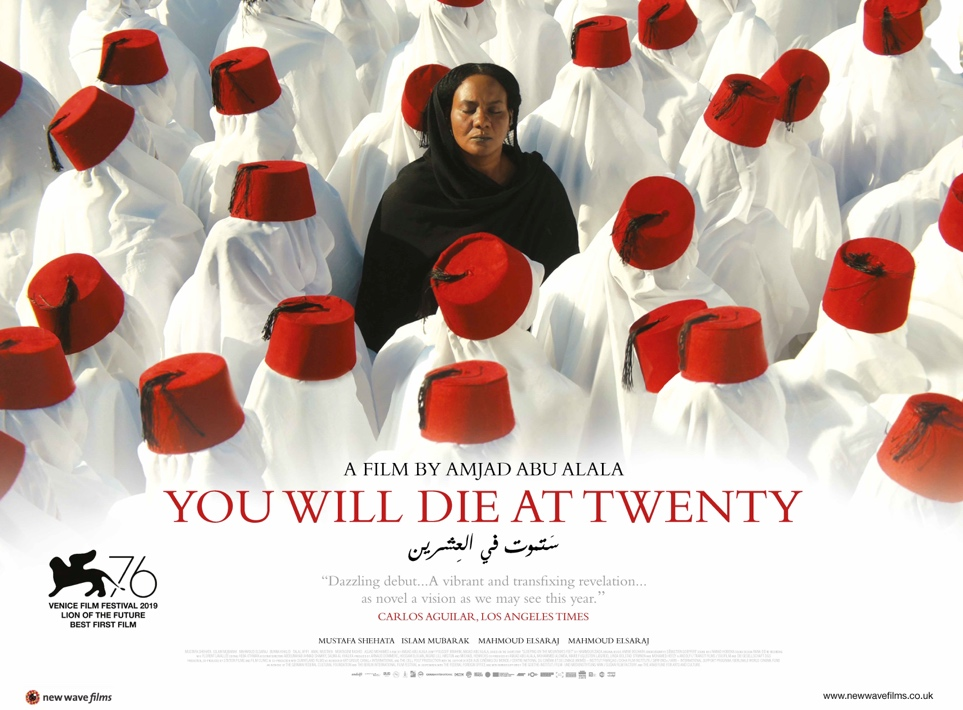 A FILM BY AMJAD ABU ALALA
YOU WILL DIE AT TWENTY
سَتموت في العِشرين
“Dazzling debut...A vibrant and transfixing revelation...
as novel a vision as we may see this year.”
CARLOS AGUILAR, LOS ANGELES TIMES
76
VENICE FILM FESTIVAL 2019
LION OF THE FUTURE
BEST FIRST FILM
MUSTAFA SHEHATA ISLAM MUBARAK MAHMOUD ELSARAJ MAHMOUD ELSARAJ
new wave films
www.newwavefilms.co.uk